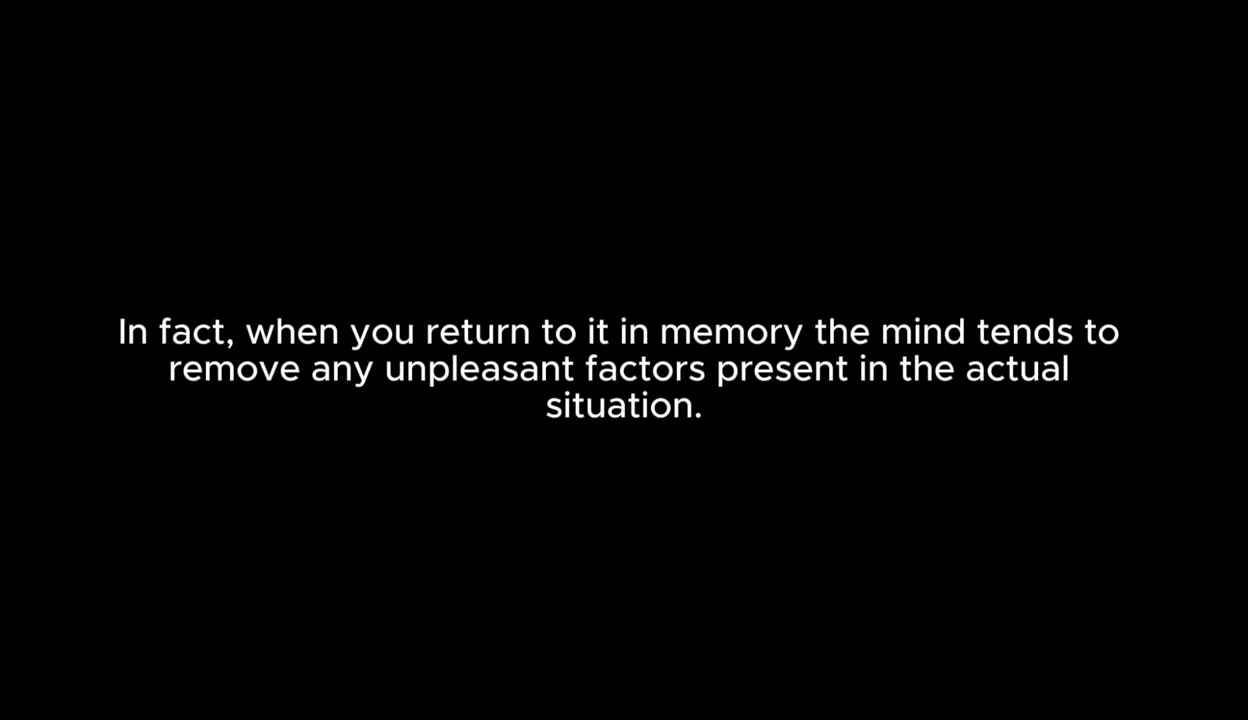 In fact, when you return to it in memory the mind tends to
remove any unpleasant factors present in the actual
situation.